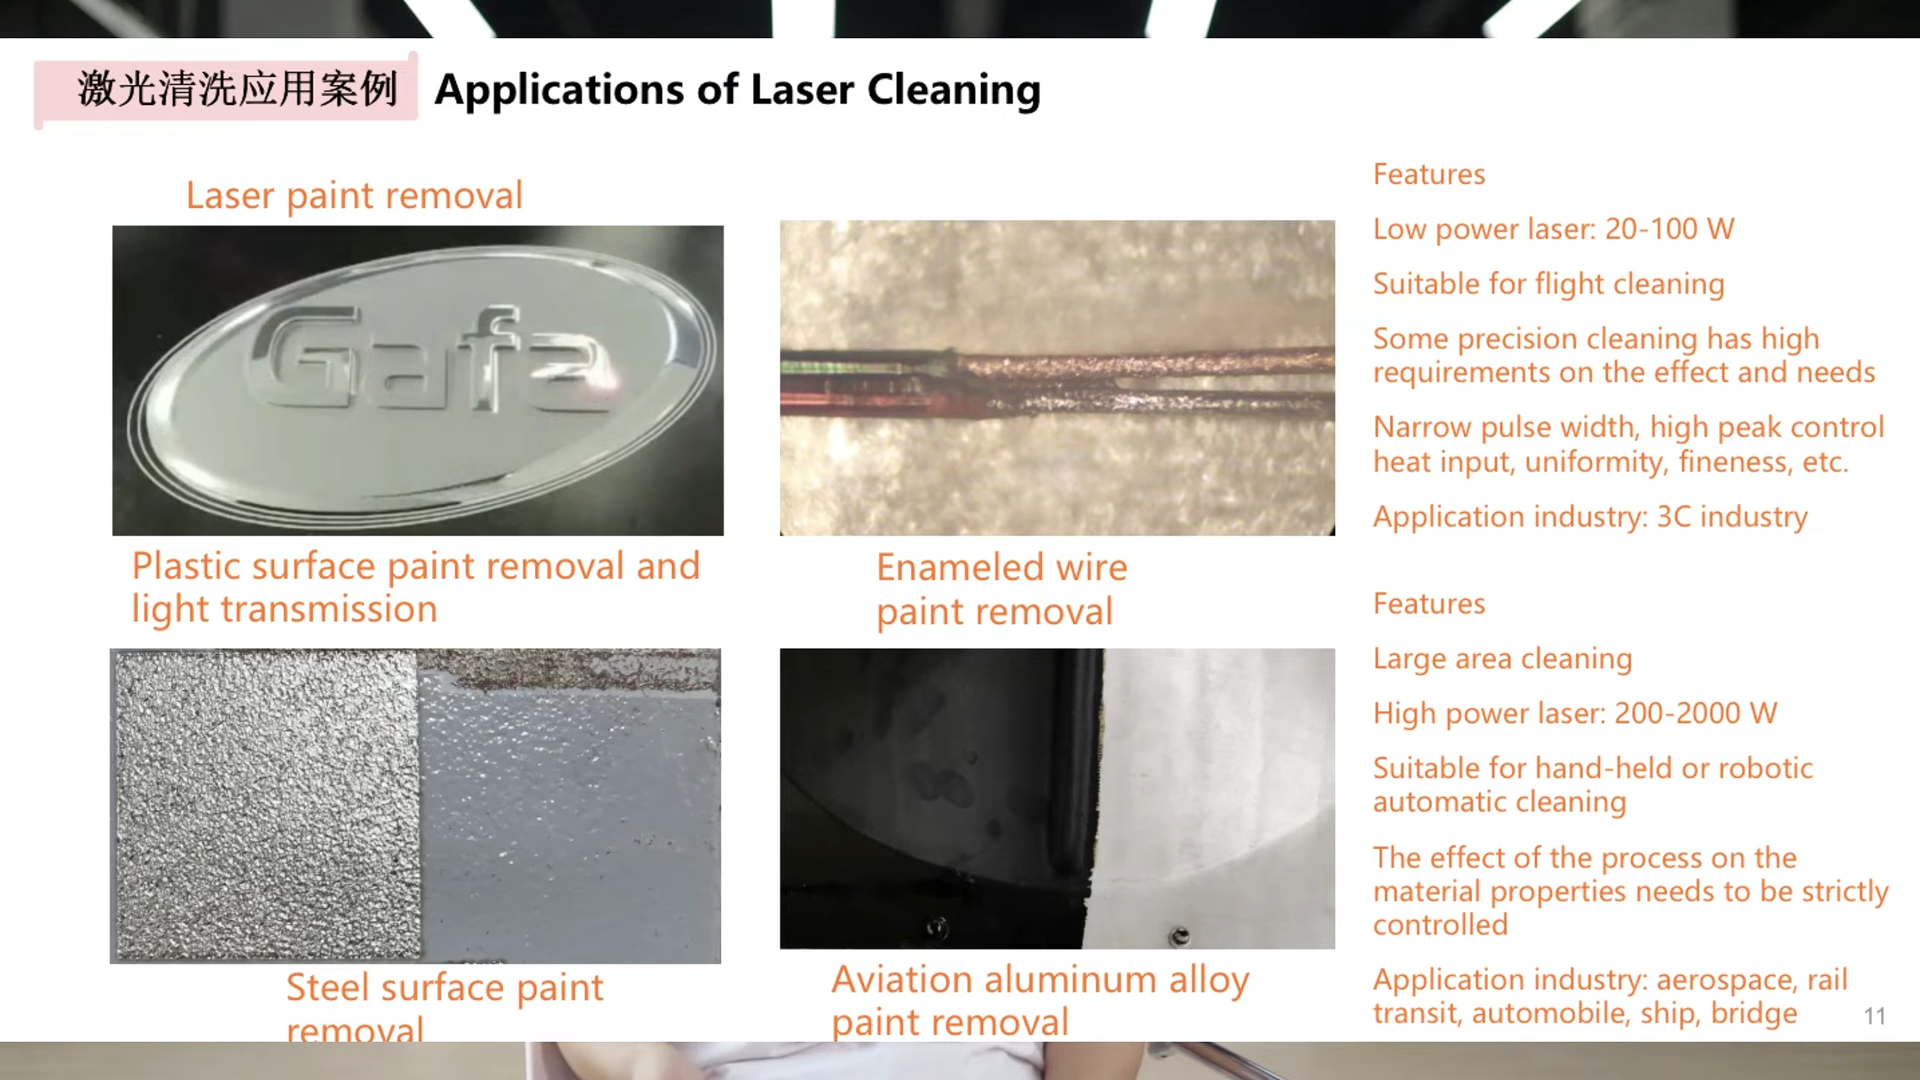 激光清洗应用案例 Applications of Laser Cleaning
Laser paint removal
Gafa
Plastic surface paint removal and
light transmission
Enameled wire
paint removal
Steel surface paint
removal
Aviation aluminum alloy
paint removal
Features
Low power laser: 20-100 W
Suitable for flight cleaning
Some precision cleaning has high
requirements on the effect and needs
Narrow pulse width, high peak control
heat input, uniformity, fineness, etc.
Application industry: 3C industry
Features
Large area cleaning
High power laser: 200-2000 W
Suitable for hand-held or robotic
automatic cleaning
The effect of the process on the
material properties needs to be strictly
controlled
Application industry: aerospace, rail
transit, automobile, ship, bridge
11